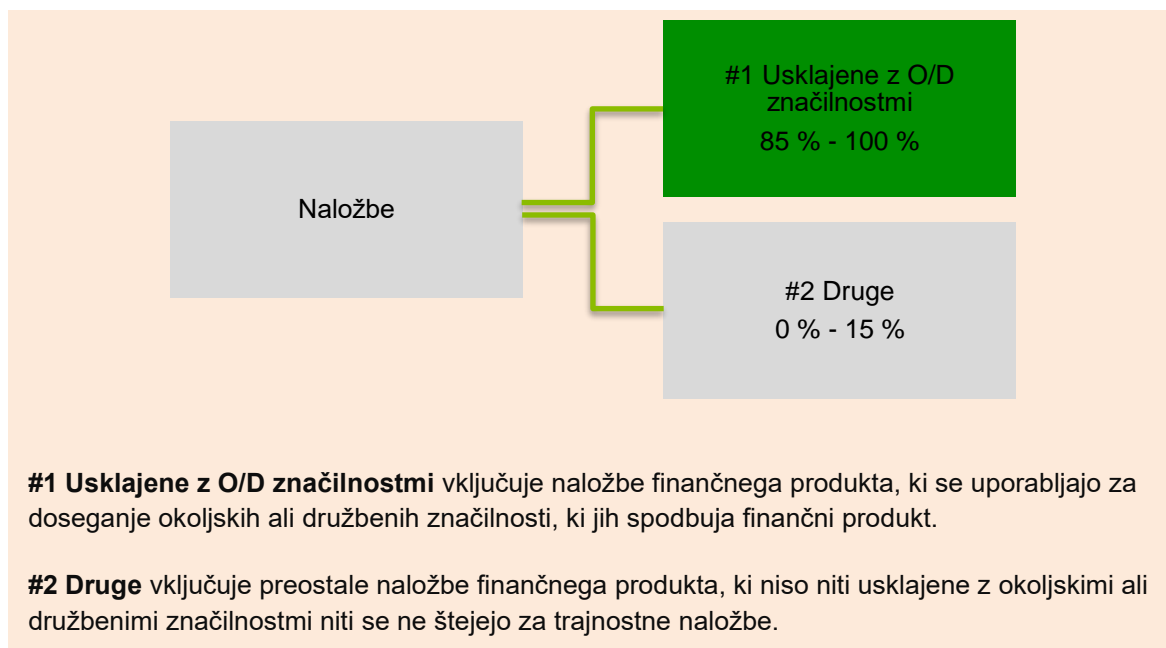 #1 Usklajene z O/D
značilnostmi
85 % - 100 %
Naložbe
#2 Druge
0 % - 15 %
#1 Usklajene z O/D značilnostmi vključuje naložbe finančnega produkta, ki se uporabljajo za
doseganje okoljskih ali družbenih značilnosti, ki jih spodbuja finančni produkt.
#2 Druge vključuje preostale naložbe finančnega produkta, ki niso niti usklajene z okoljskimi ali
družbenimi značilnostmi niti se ne štejejo za trajnostne naložbe.